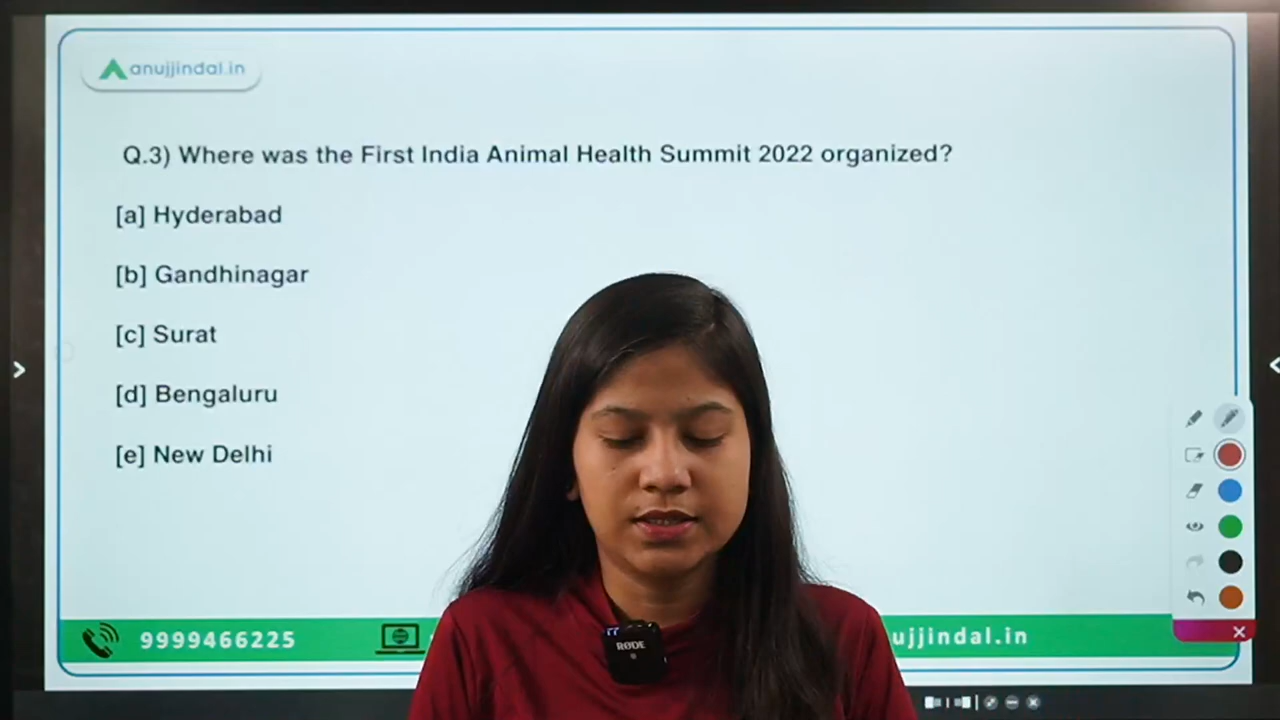 anujjindal.in
Q.3) Where was the First India Animal Health Summit 2022 organized?
[a] Hyderabad
[b] Gandhinagar
[c] Surat
[d] Bengaluru
[e] New Delhi
9999466225
ujjindal.in
RØDE